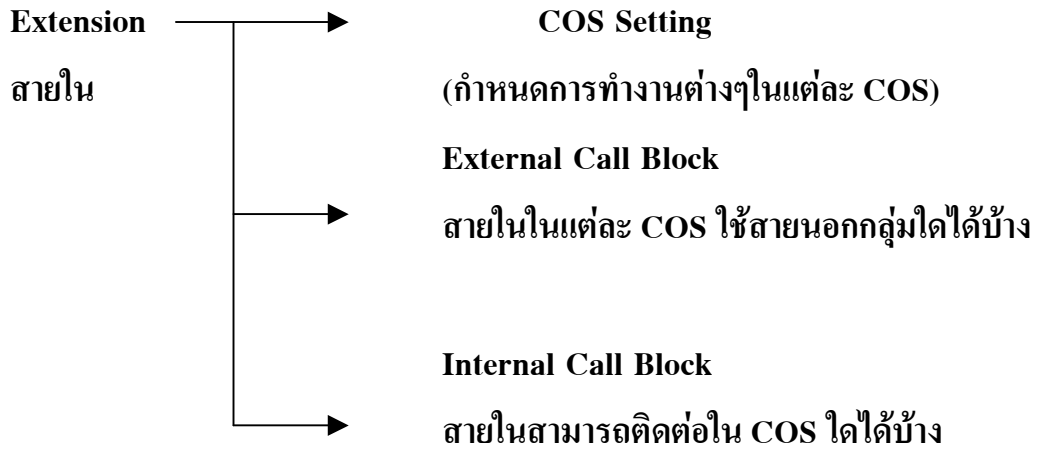 Extension
COS Setting
สายใน
(กำหนดการทำงานต่างๆในแต่ละ COS)
External Call Block
สายในในแต่ละ COS ใช้สายนอกกลุ่มใดได้บ้าง
Internal Call Block
สายในสามารถติดต่อใน COS ใดได้บ้าง